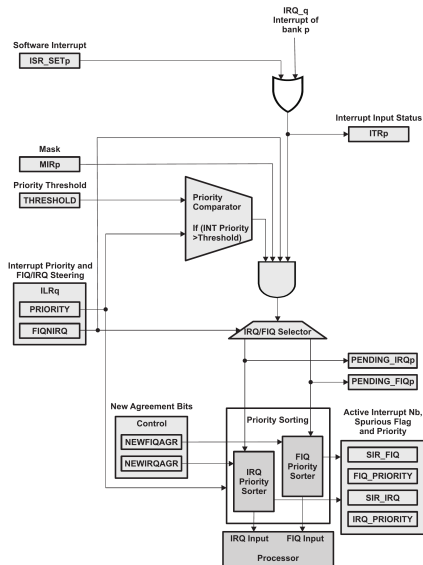 IRQ_q
Interrupt of
bank p
Software Interrupt
ISR_SETp
Interrupt Input Status
ITRp
Mask
MIRp
Priority Threshold
THRESHOLD
Priority
Comparator
If (INT Priority
>Threshold)
Interrupt Priority and
FIQ/IRQ Steering
ILRq
PRIORITY
FIQNIRQ
IRQ/FIQ Selector
PENDING_IRQp
PENDING_FIQp
New Agreement Bits
Control
NEWFIQAGR
NEWIRQAGR
Priority Sorting
IRQ
Priority
Sorter
FIQ
Priority
Sorter
Active Interrupt Nb,
Spurious Flag
and Priority
SIR_FIQ
FIQ_PRIORITY
SIR_IRQ
IRQ_PRIORITY
IRQ Input
FIQ Input
Processor